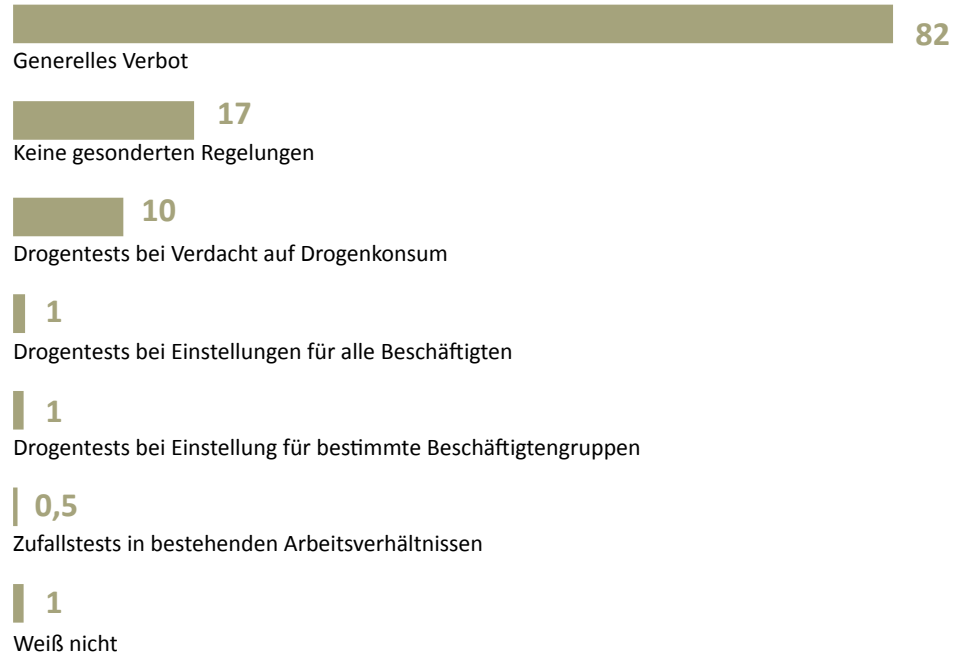 82
Generelles Verbot
17
Keine gesonderten Regelungen
10
Drogentests bei Verdacht auf Drogenkonsum
1
Drogentests bei Einstellungen für alle Beschäftigten
1
Drogentests bei Einstellung für bestimmte Beschäftigtengruppen
0,5
Zufallstests in bestehenden Arbeitsverhältnissen
1
Weiß nicht